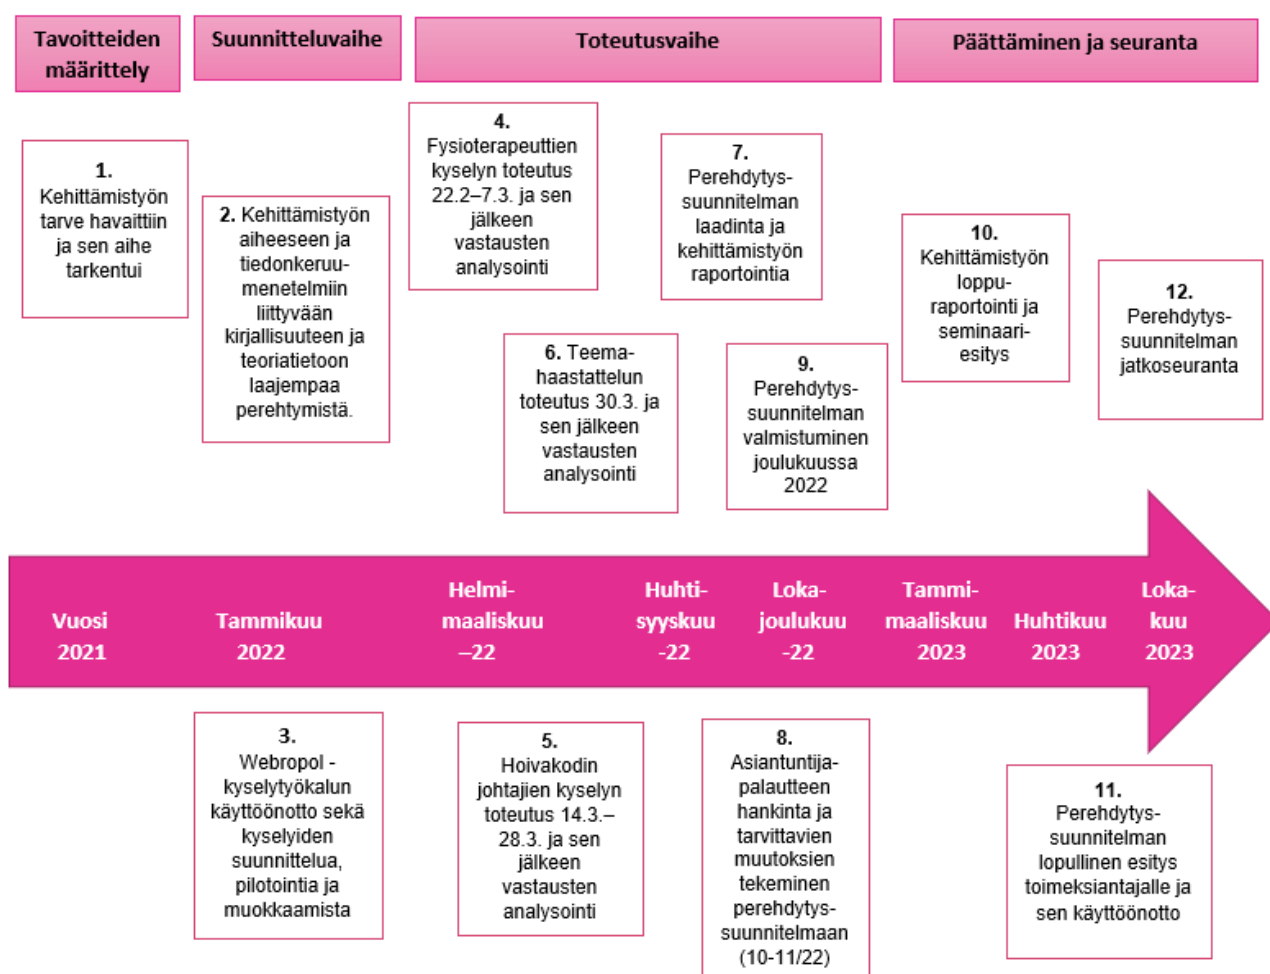 Tavoitteiden
määrittely
Suunnitteluvaihe
Toteutusvaihe
Päättäminen ja seuranta
1.
Kehittämistyön
tarve havaittiin
ja sen aihe
tarkentui
2. Kehittämistyön
aiheeseen ja
tiedonkeruu-
menetelmiin
liittyvään
kirjallisuuteen ja
teoriatietoon
laajempaa
perehtymistä.
4.
Fysioterapeuttien
kyselyn toteutus
22.2–7.3. ja sen
jälkeen
vastausten
analysointi
6. Teema-
haastattelun
toteutus 30.3. ja
sen jälkeen
vastausten
analysointi
7.
Perehdytys-
suunnitelman
laadinta ja
kehittämistyön
raportointia
9.
Perehdytys-
suunnitelman
valmistuminen
joulukuussa
2022
10.
Kehittämistyön
loppu-
raportointi ja
seminaari-
esitys
12.
Perehdytys-
suunnitelman
jatkoseuranta
Vuosi
2021
Tammikuu
2022
Helmi-
maaliskuu
–22
Huhti-
syyskuu
-22
Loka-
joulukuu
-22
Tammi-
maaliskuu
2023
Huhtikuu
2023
Loka-
kuu
2023
3.
Webropol -
kyselytyökalun
käyttöönotto sekä
kyselyiden
suunnittelua,
pilotointia ja
muokkaamista
5.
Hoivakodin
johtajien kyselyn
toteutus 14.3.–
28.3. ja sen
jälkeen
vastausten
analysointi
8.
Asiantuntija-
palautteen
hankinta ja
tarvittavien
muutoksien
tekeminen
perehdytys-
suunnitelmaan
(10-11/22)
11.
Perehdytys-
suunnitelman
lopullinen esitys
toimeksiantajalle ja
sen käyttöönotto